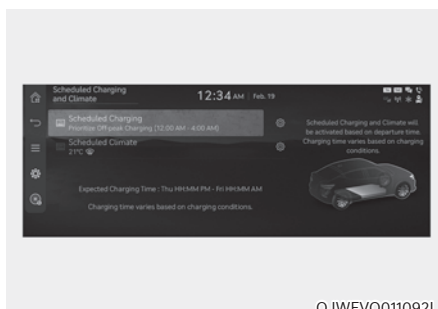 Scheduled Charging
and Climate
12:34 AM Feb. 19
Scheduled Charging
Prioritize Off-peak Charging [12:00 AM - 4:00 AM]
Scheduled Climate
21°C
Scheduled Charging and Climate will
be activated based on departure time.
Charging time varies based on charging
conditions.
Expected Charging Time : Thu HH:MM PM - Fri HH:MM AM
Charging time varies based on charging conditions.